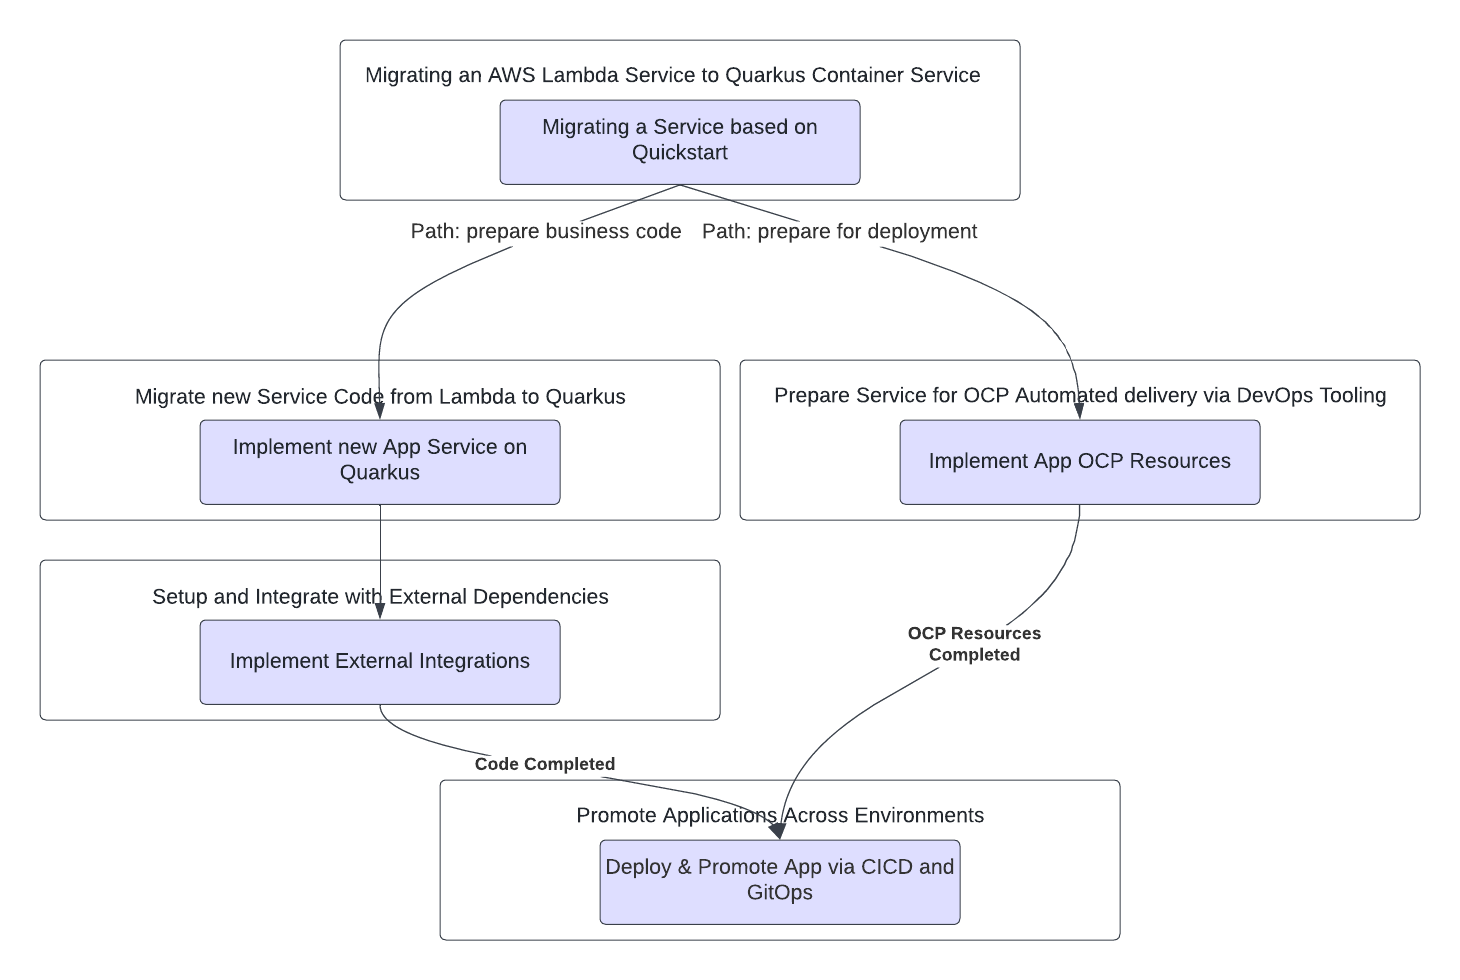 Migrating an AWS Lambda Service to Quarkus Container Service
Migrating a Service based on
Quickstart
Path: prepare business code
Path: prepare for deployment
Migrate new Service Code from Lambda to Quarkus
Implement new App Service on
Quarkus
Prepare Service for OCP Automated delivery via DevOps Tooling
Implement App OCP Resources
Setup and Integrate with External Dependencies
Implement External Integrations
OCP Resources
Completed
Code Completed
Promote Applications Across Environments
Deploy & Promote App via CICD and
GitOps